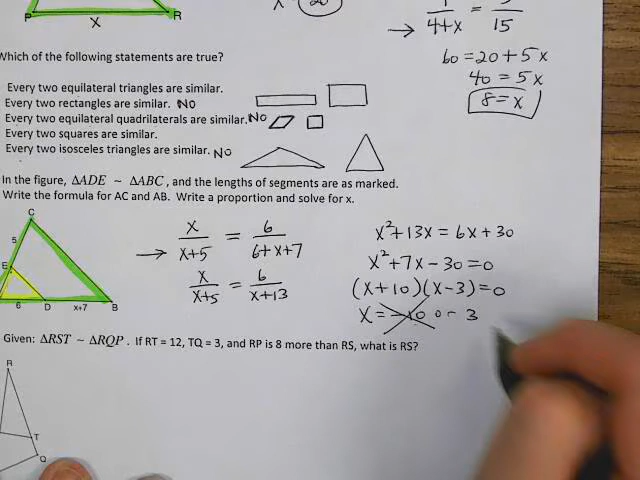 P
R
X
4+x = 15
60=20+5x
40=5x
8=x
Which of the following statements are true?
Every two equilateral triangles are similar.
Every two rectangles are similar. NO
Every two equilateral quadrilaterals are similar. NO
Every two squares are similar.
Every two isosceles triangles are similar. NO
In the figure, ΔADE ~ ΔABC, and the lengths of segments are as marked.
Write the formula for AC and AB. Write a proportion and solve for x.
C
5
E
6
D
x+7
B
→ x/(x+5) = 6/(6+x+7)
x/(x+5) = 6/(x+13)
x²+13x = 6x+30
x²+7x-30=0
(x+10)(x-3)=0
x=-10 or 3
Given: ΔRST ~ ΔRQP. If RT = 12, TQ = 3, and RP is 8 more than RS, what is RS?
R
T
Q